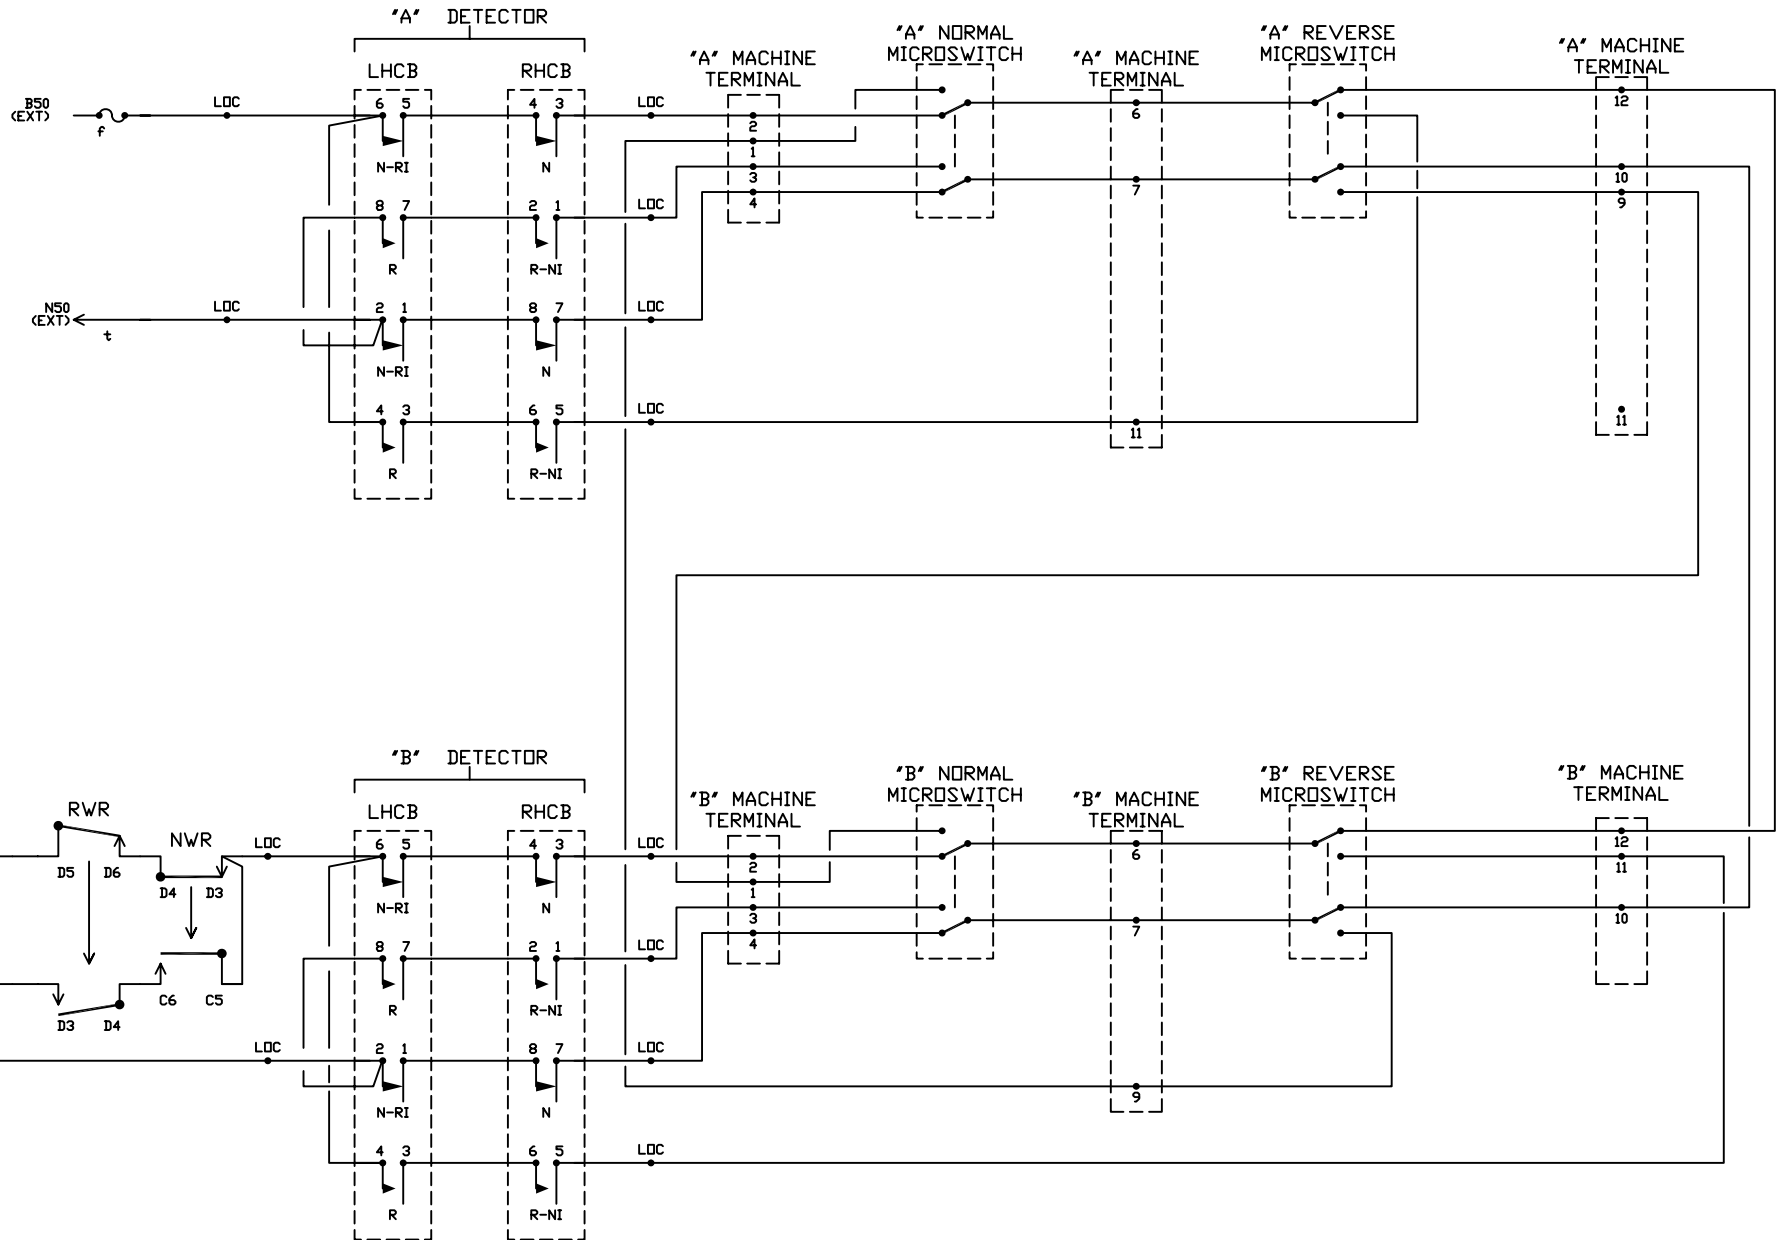 "A" DETECTOR
"A" NORMAL
MICROSWITCH
"A" REVERSE
MICROSWITCH
"A" MACHINE
TERMINAL
"A" MACHINE
TERMINAL
"A" MACHINE
TERMINAL
LHCB RHCB
B50
(EXT)
f
LOC 6 5 4 3 LOC
2 6 12
1
N-RI N
3 7 10
4 9
8 7 2 1 LOC
R R-NI
N50
(EXT)
t
LOC 2 1 8 7 LOC
N-RI N
4 3 6 5 LOC
11 11
R R-NI
"B" DETECTOR
"B" NORMAL
MICROSWITCH
"B" REVERSE
MICROSWITCH
"B" MACHINE
TERMINAL
"B" MACHINE
TERMINAL
"B" MACHINE
TERMINAL
LHCB RHCB
RWR
NWR
LOC 6 5 4 3 LOC
2 6 12
D5 D6 D4 D3
1 11
N-RI N
3 7 10
4
8 7 2 1 LOC
C6 C5
R R-NI
D3 D4
LOC 2 1 8 7 LOC
9
N-RI N
4 3 6 5 LOC
R R-NI